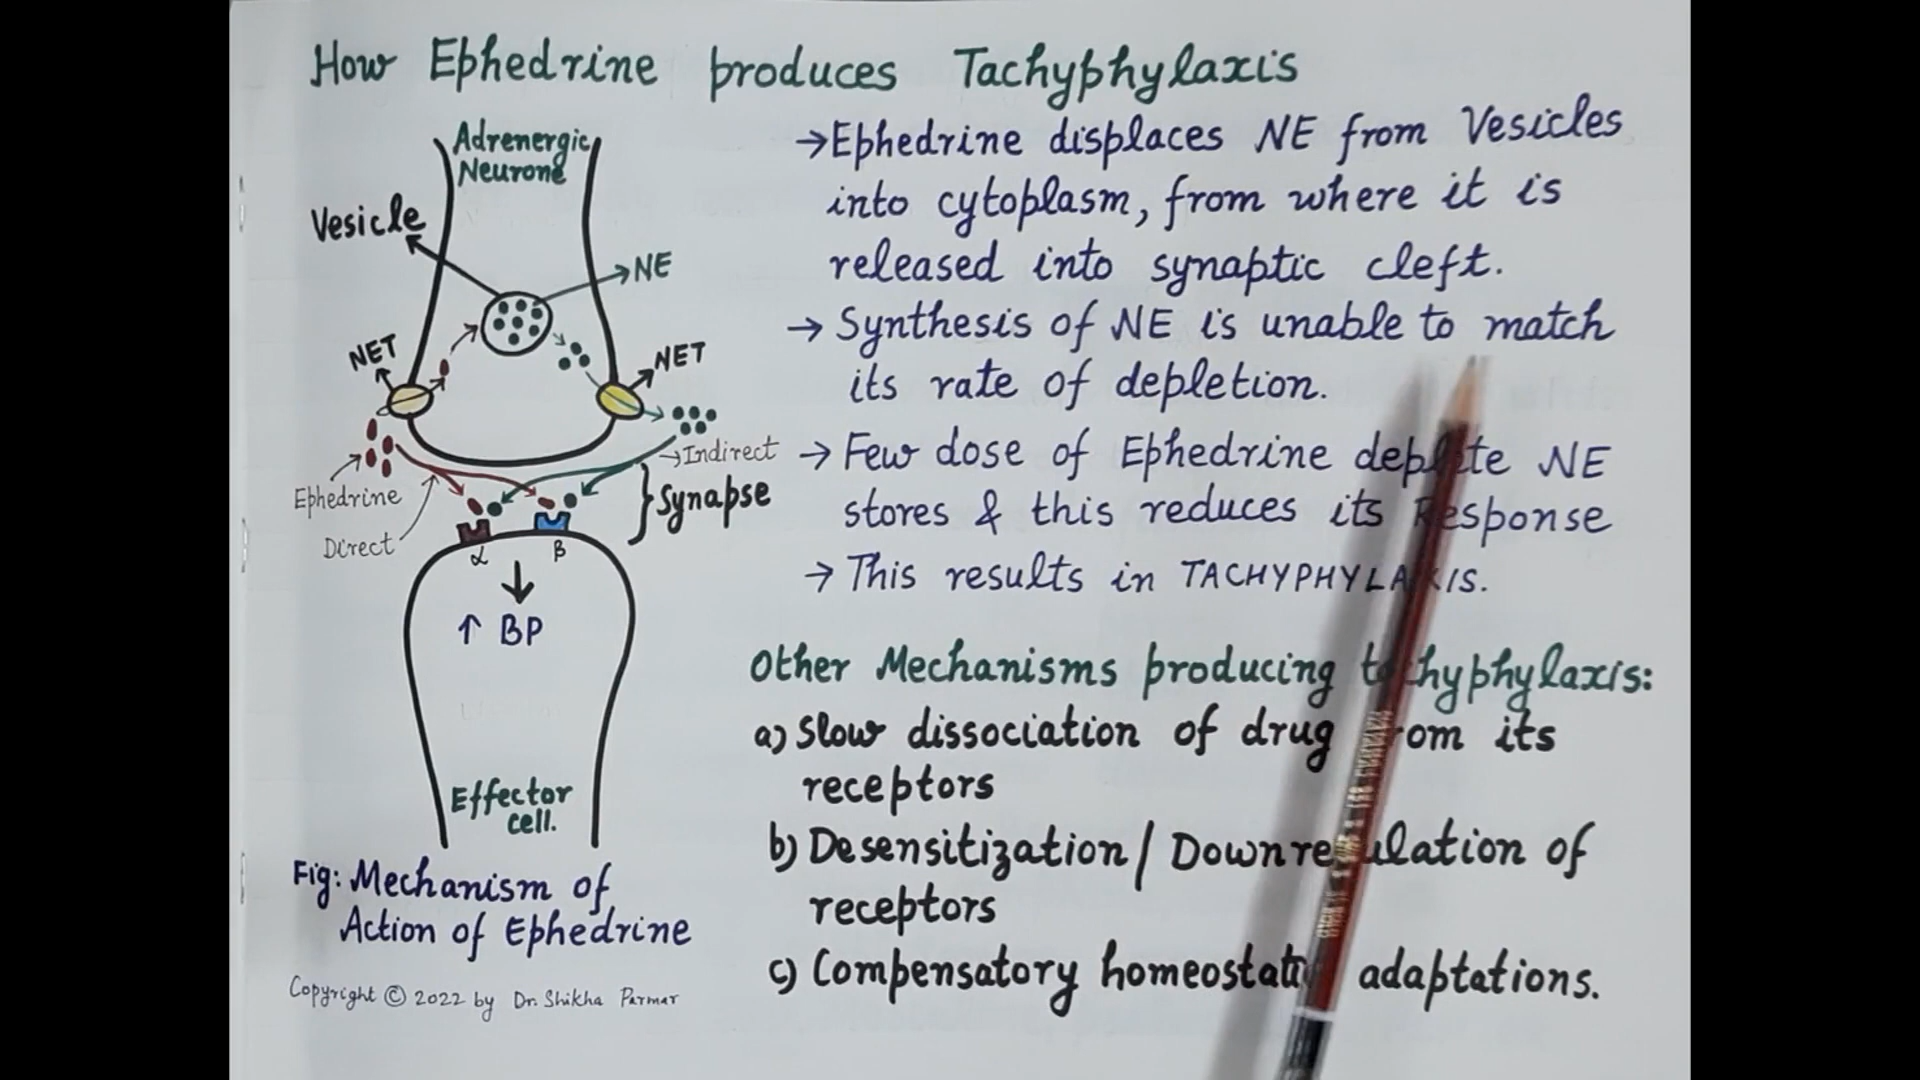 How Ephedrine produces Tachyphylaxis
Adrenergic
Neurone
Vesicle
NE
NET
NET
→Indirect
Ephedrine
Direct
Synapse
α
β
↑ BP
Effector
cell.
Fig: Mechanism of
Action of Ephedrine
Copyright © 2022 by Dr. Shikha Parmar
→Ephedrine displaces NE from Vesicles
into cytoplasm, from where it is
released into synaptic cleft.
→ Synthesis of NE is unable to match
its rate of depletion.
→ Few dose of Ephedrine deplete NE
stores & this reduces its Response
→ This results in TACHYPHYLAXIS.
Other Mechanisms producing tachyphylaxis:
a) Slow dissociation of drug from its
receptors
b) Desensitization / Downregulation of
receptors
c) Compensatory homeostatic adaptations.